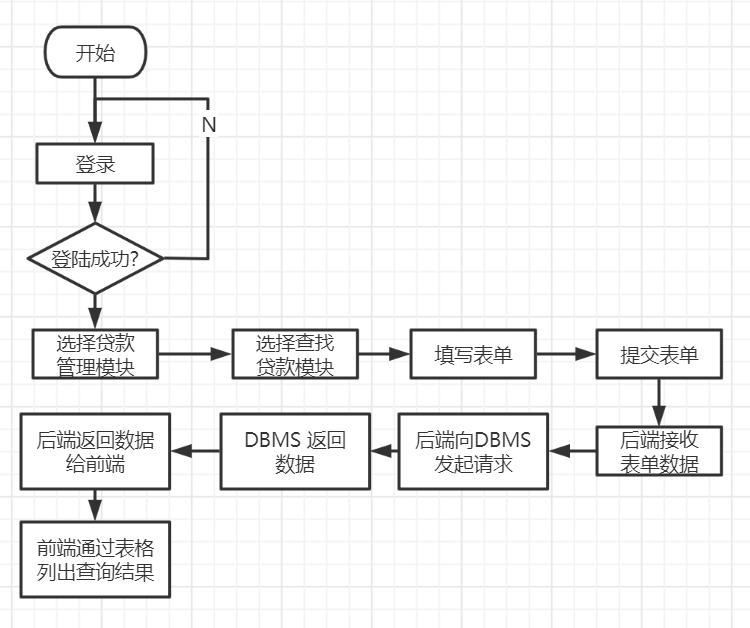 开始
N
登录
登陆成功?
选择贷款
管理模块
选择查找
贷款模块
填写表单
提交表单
后端接收
表单数据
后端向DBMS
发起请求
DBMS 返回
数据
后端返回数据
给前端
前端通过表格
列出查询结果